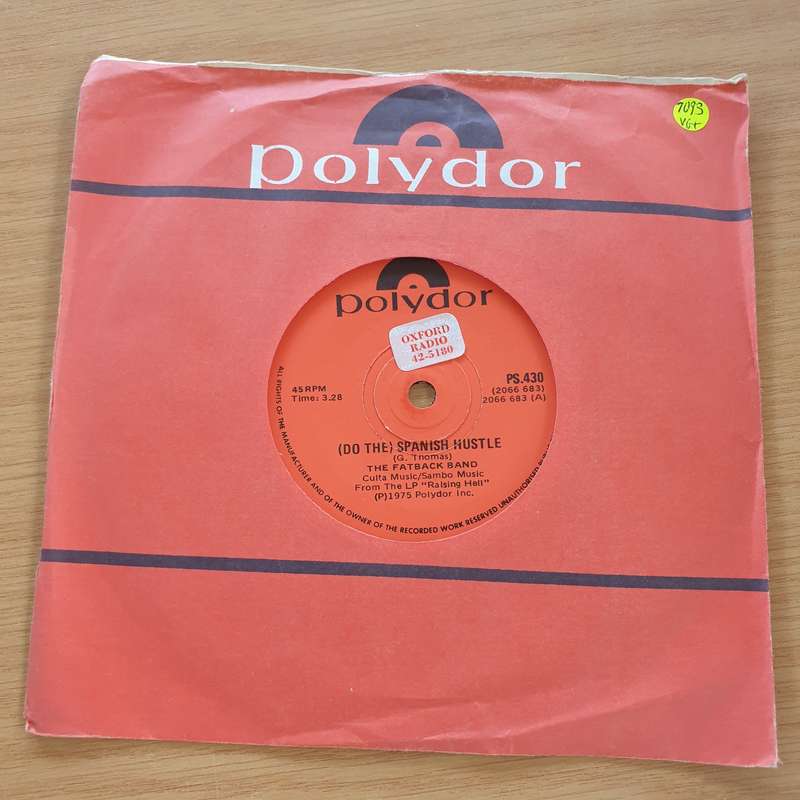 polydor
7093
VG+
polydor
OXFORD
RADIO
42-5180
45 RPM
Time: 3.28
PS.430
(2066 683)
2066 683 (A)
(DO THE) SPANISH HUSTLE
(G. Thomas)
THE FATBACK BAND
Culta Music/Sambo Music
From The LP "Raising Hell"
(P)1975 Polydor Inc.
ALL RIGHTS OF THE MANUFACTURER AND OF THE OWNER OF THE RECORDED WORK RESERVED UNAUTHORISED